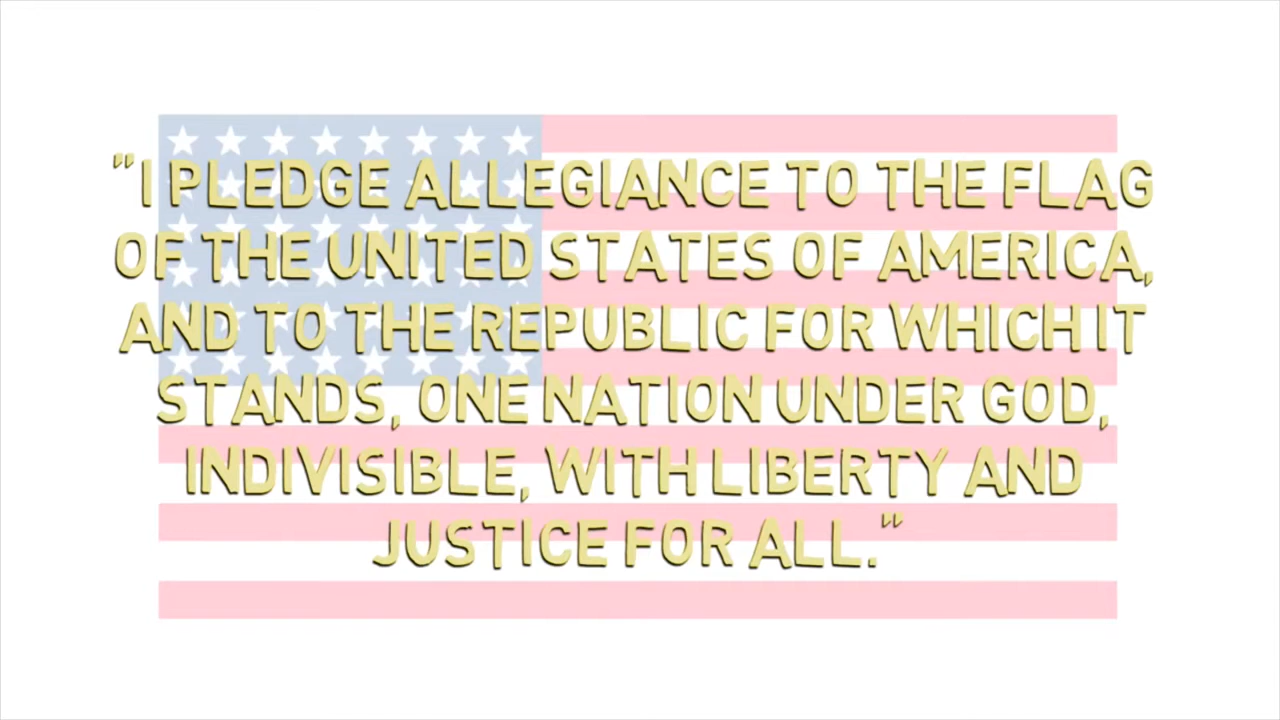 "I PLEDGE ALLEGIANCE TO THE FLAG
OF THE UNITED STATES OF AMERICA,
AND TO THE REPUBLIC FOR WHICH IT
STANDS, ONE NATION UNDER GOD,
INDIVISIBLE, WITH LIBERTY AND
JUSTICE FOR ALL."